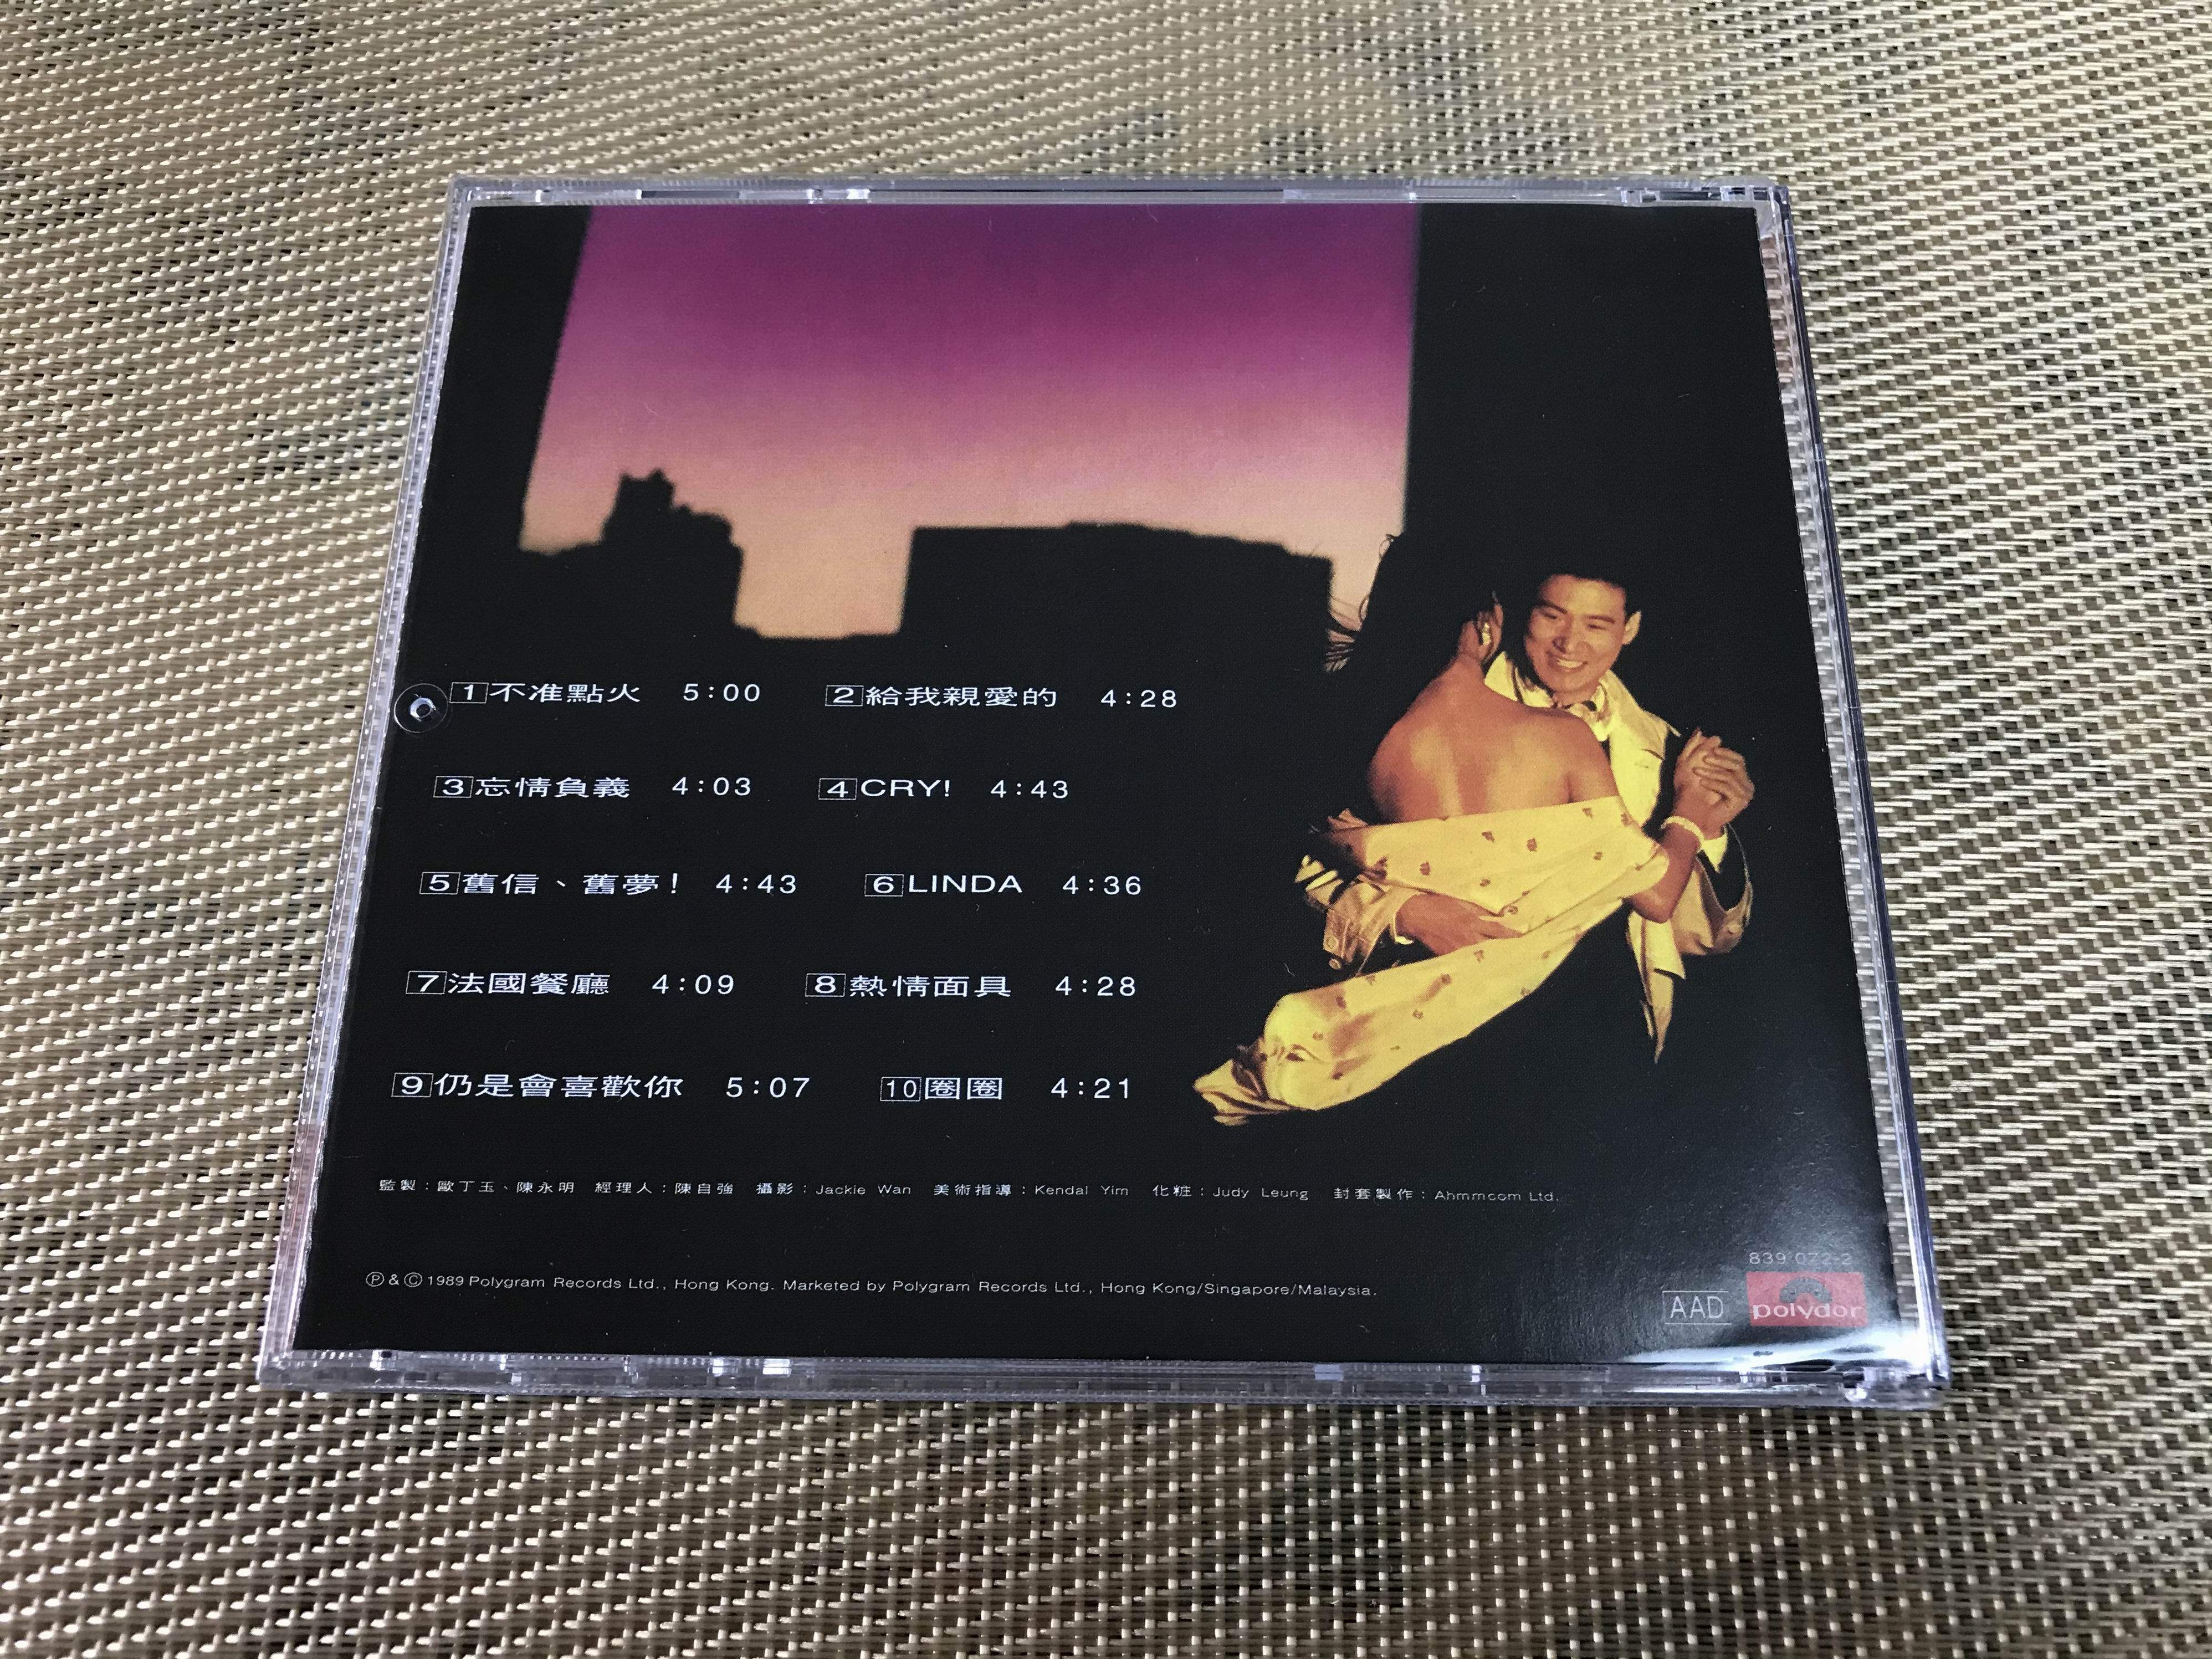 1 不准點火 5:00 2 給我親愛的 4:28
3 忘情負義 4:03 4 CRY! 4:43
5 舊信、舊夢! 4:43 6 LINDA 4:36
7 法國餐廳 4:09 8 熱情面具 4:28
9 仍是會喜歡你 5:07 10 圈圈 4:21
監製:歐丁玉、陳永明 經理人:陳自強 攝影:Jackie Wan 美術指導:Kendal Yim 化粧:Judy Leung 封套製作:Ahmmcom Ltd.
Ⓟ & Ⓒ 1989 Polygram Records Ltd., Hong Kong. Marketed by Polygram Records Ltd., Hong Kong/Singapore/Malaysia.
839 072-2
AAD polydor